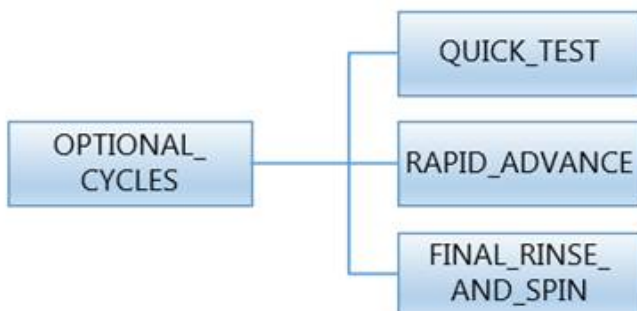 OPTIONAL_
CYCLES
QUICK_TEST
RAPID_ADVANCE
FINAL_RINSE_
AND_SPIN